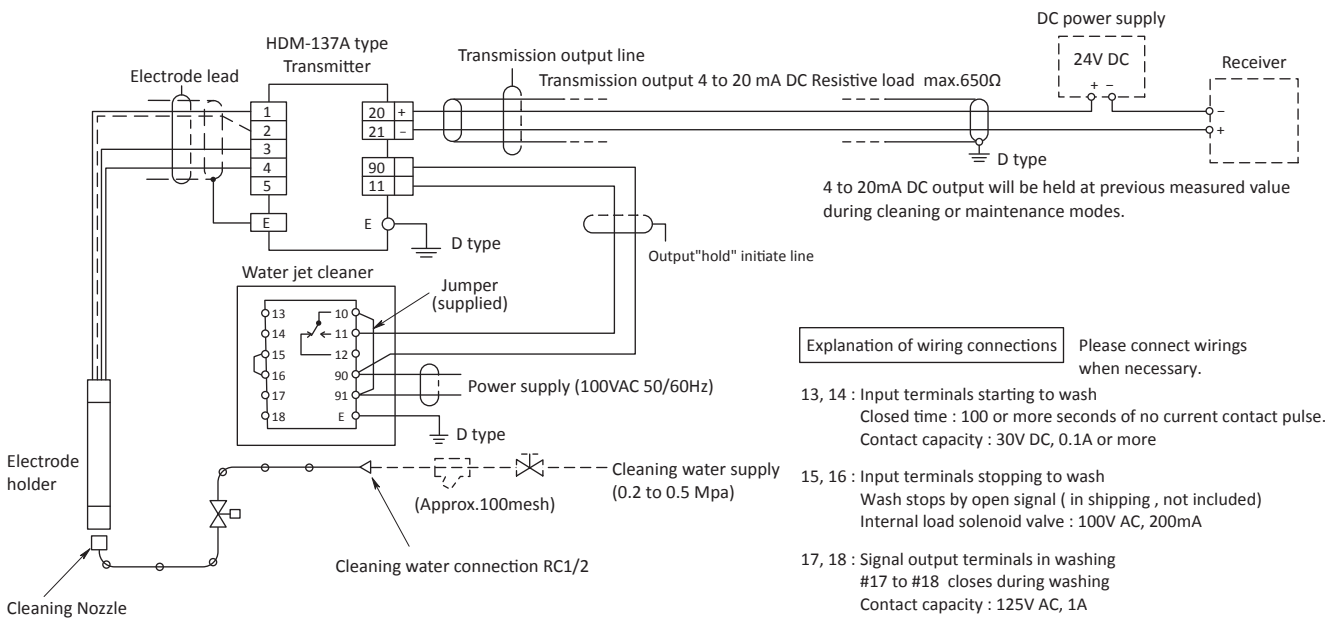 DC power supply
24V DC
+ −
Receiver
−
+
HDM-137A type
Transmitter
Electrode lead
Transmission output line
Transmission output 4 to 20 mA DC Resistive load max.650Ω
1
2
3
4
5
E
20 +
21 −
90
11
E
D type
D type
4 to 20mA DC output will be held at previous measured value
during cleaning or maintenance modes.
Output"hold" initiate line
Water jet cleaner
Jumper
(supplied)
13
14
15
16
17
18
10
11
12
90
91
E
Power supply (100VAC 50/60Hz)
D type
Electrode
holder
Cleaning water supply
(0.2 to 0.5 Mpa)
(Approx.100mesh)
Cleaning water connection RC1/2
Cleaning Nozzle
Explanation of wiring connections
Please connect wirings
when necessary.
13, 14 : Input terminals starting to wash
Closed time : 100 or more seconds of no current contact pulse.
Contact capacity : 30V DC, 0.1A or more
15, 16 : Input terminals stopping to wash
Wash stops by open signal ( in shipping , not included)
Internal load solenoid valve : 100V AC, 200mA
17, 18 : Signal output terminals in washing
#17 to #18 closes during washing
Contact capacity : 125V AC, 1A